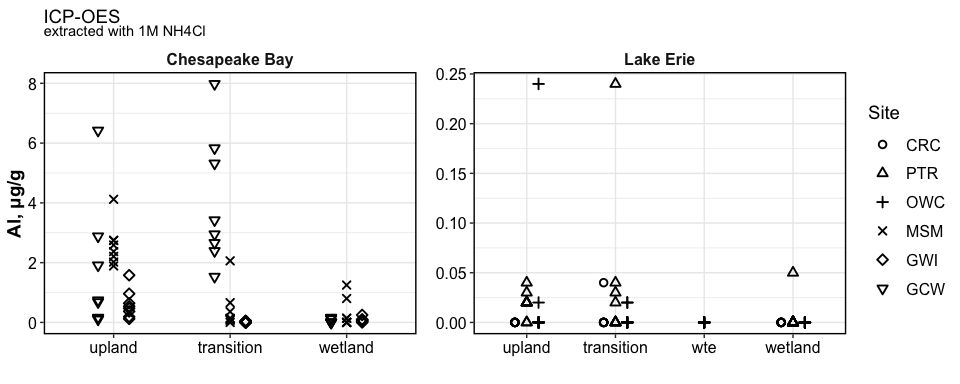 ICP-OES
extracted with 1M NH4Cl
Chesapeake Bay
Lake Erie
Al, µg/g
8
6
4
2
0
upland transition wetland
0.25
0.20
0.15
0.10
0.05
0.00
upland transition wte wetland
Site
CRC
PTR
OWC
MSM
GWI
GCW